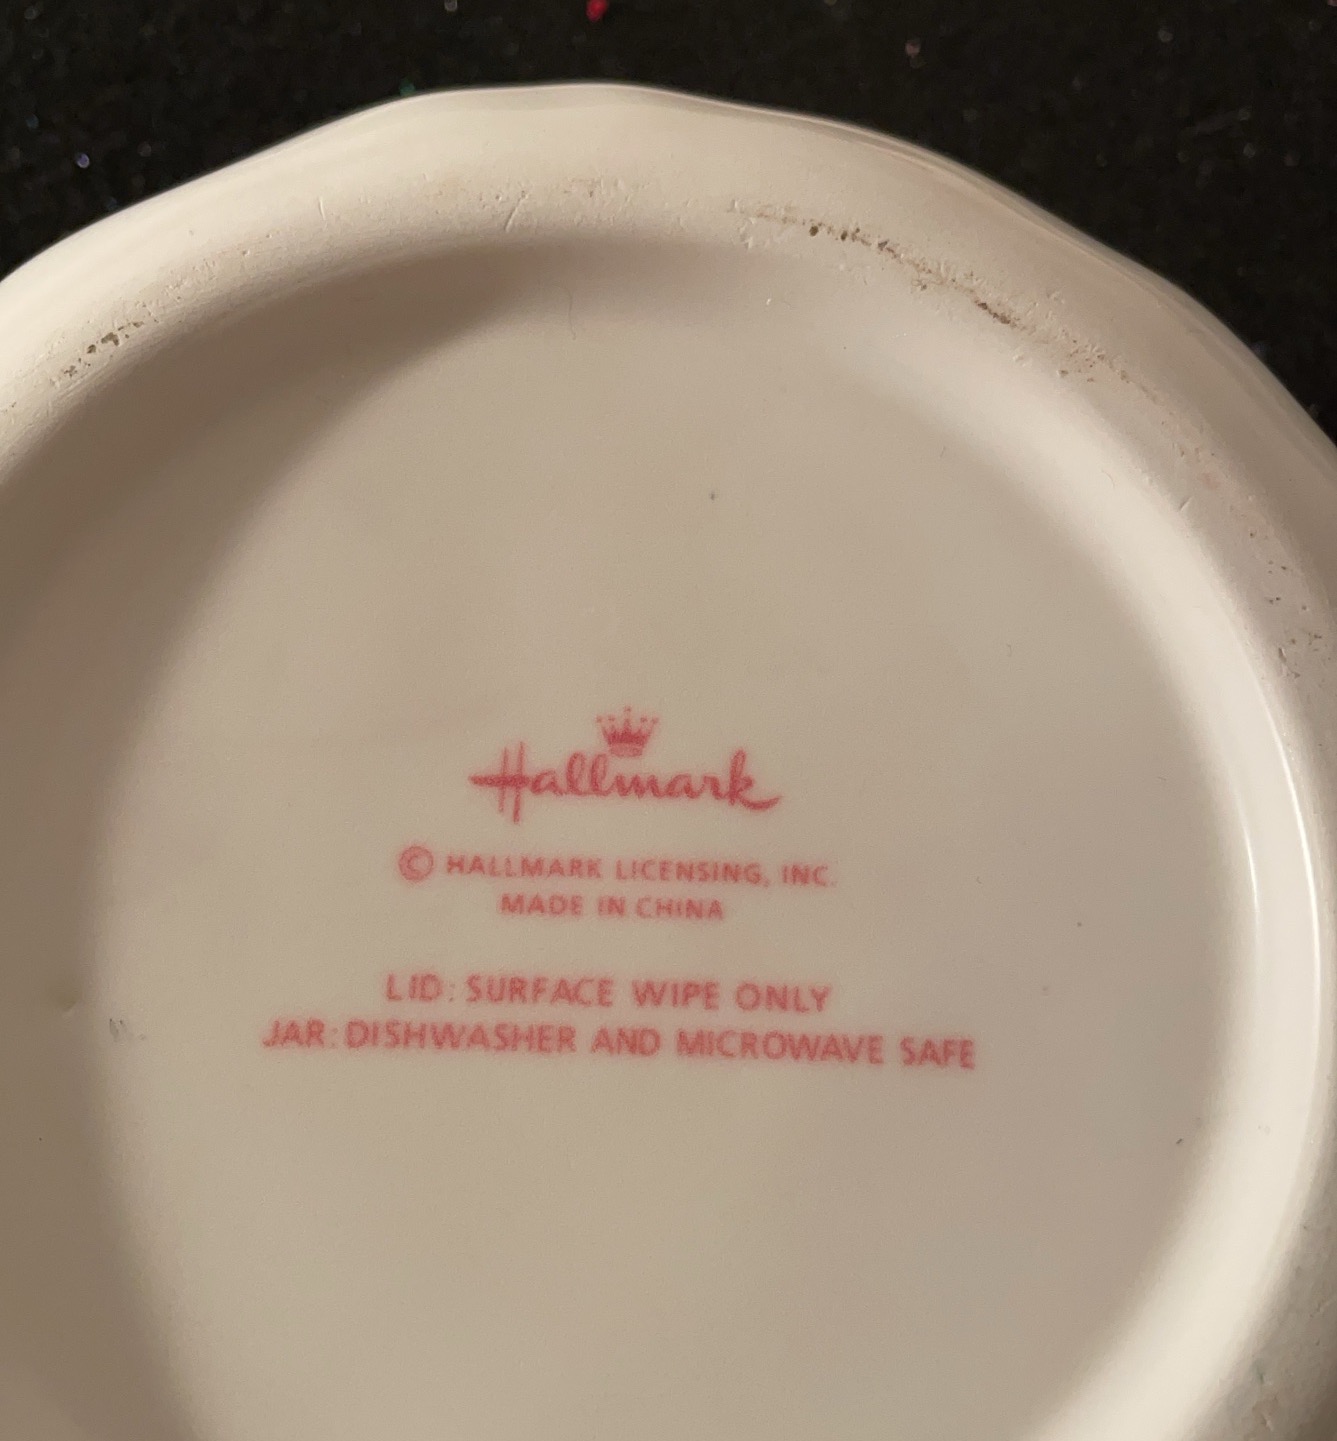 Hallmark
© HALLMARK LICENSING, INC.
MADE IN CHINA
LID: SURFACE WIPE ONLY
JAR: DISHWASHER AND MICROWAVE SAFE